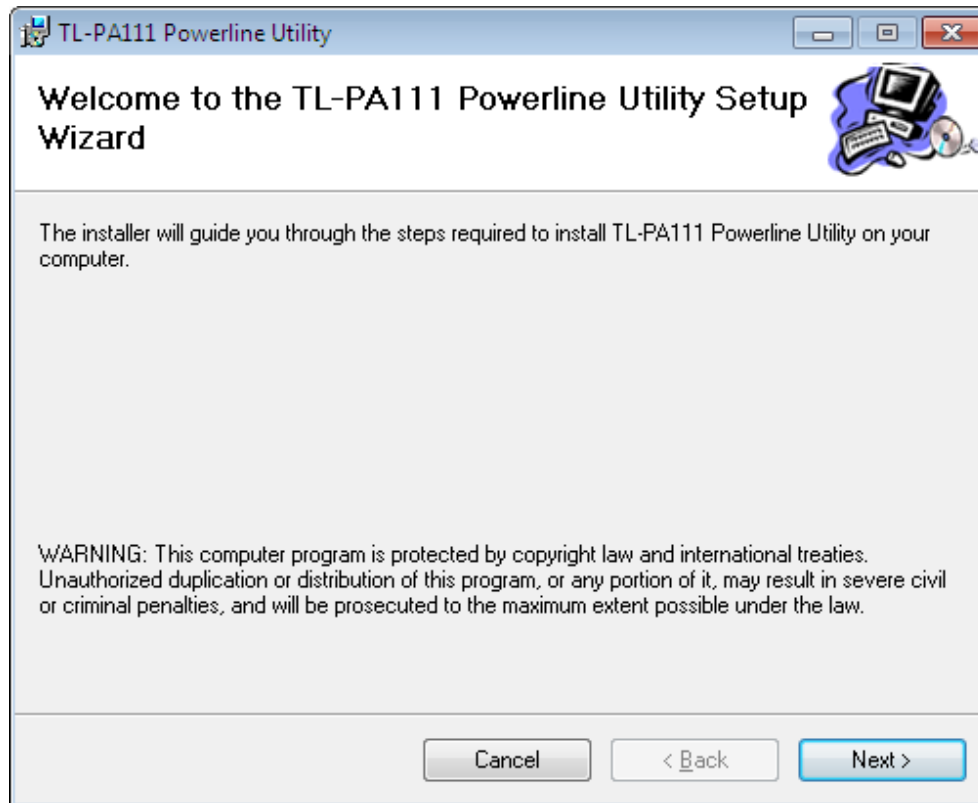 TL-PA111 Powerline Utility
Welcome to the TL-PA111 Powerline Utility Setup
Wizard
The installer will guide you through the steps required to install TL-PA111 Powerline Utility on your
computer.
WARNING: This computer program is protected by copyright law and international treaties.
Unauthorized duplication or distribution of this program, or any portion of it, may result in severe civil
or criminal penalties, and will be prosecuted to the maximum extent possible under the law.
Cancel
< Back
Next >